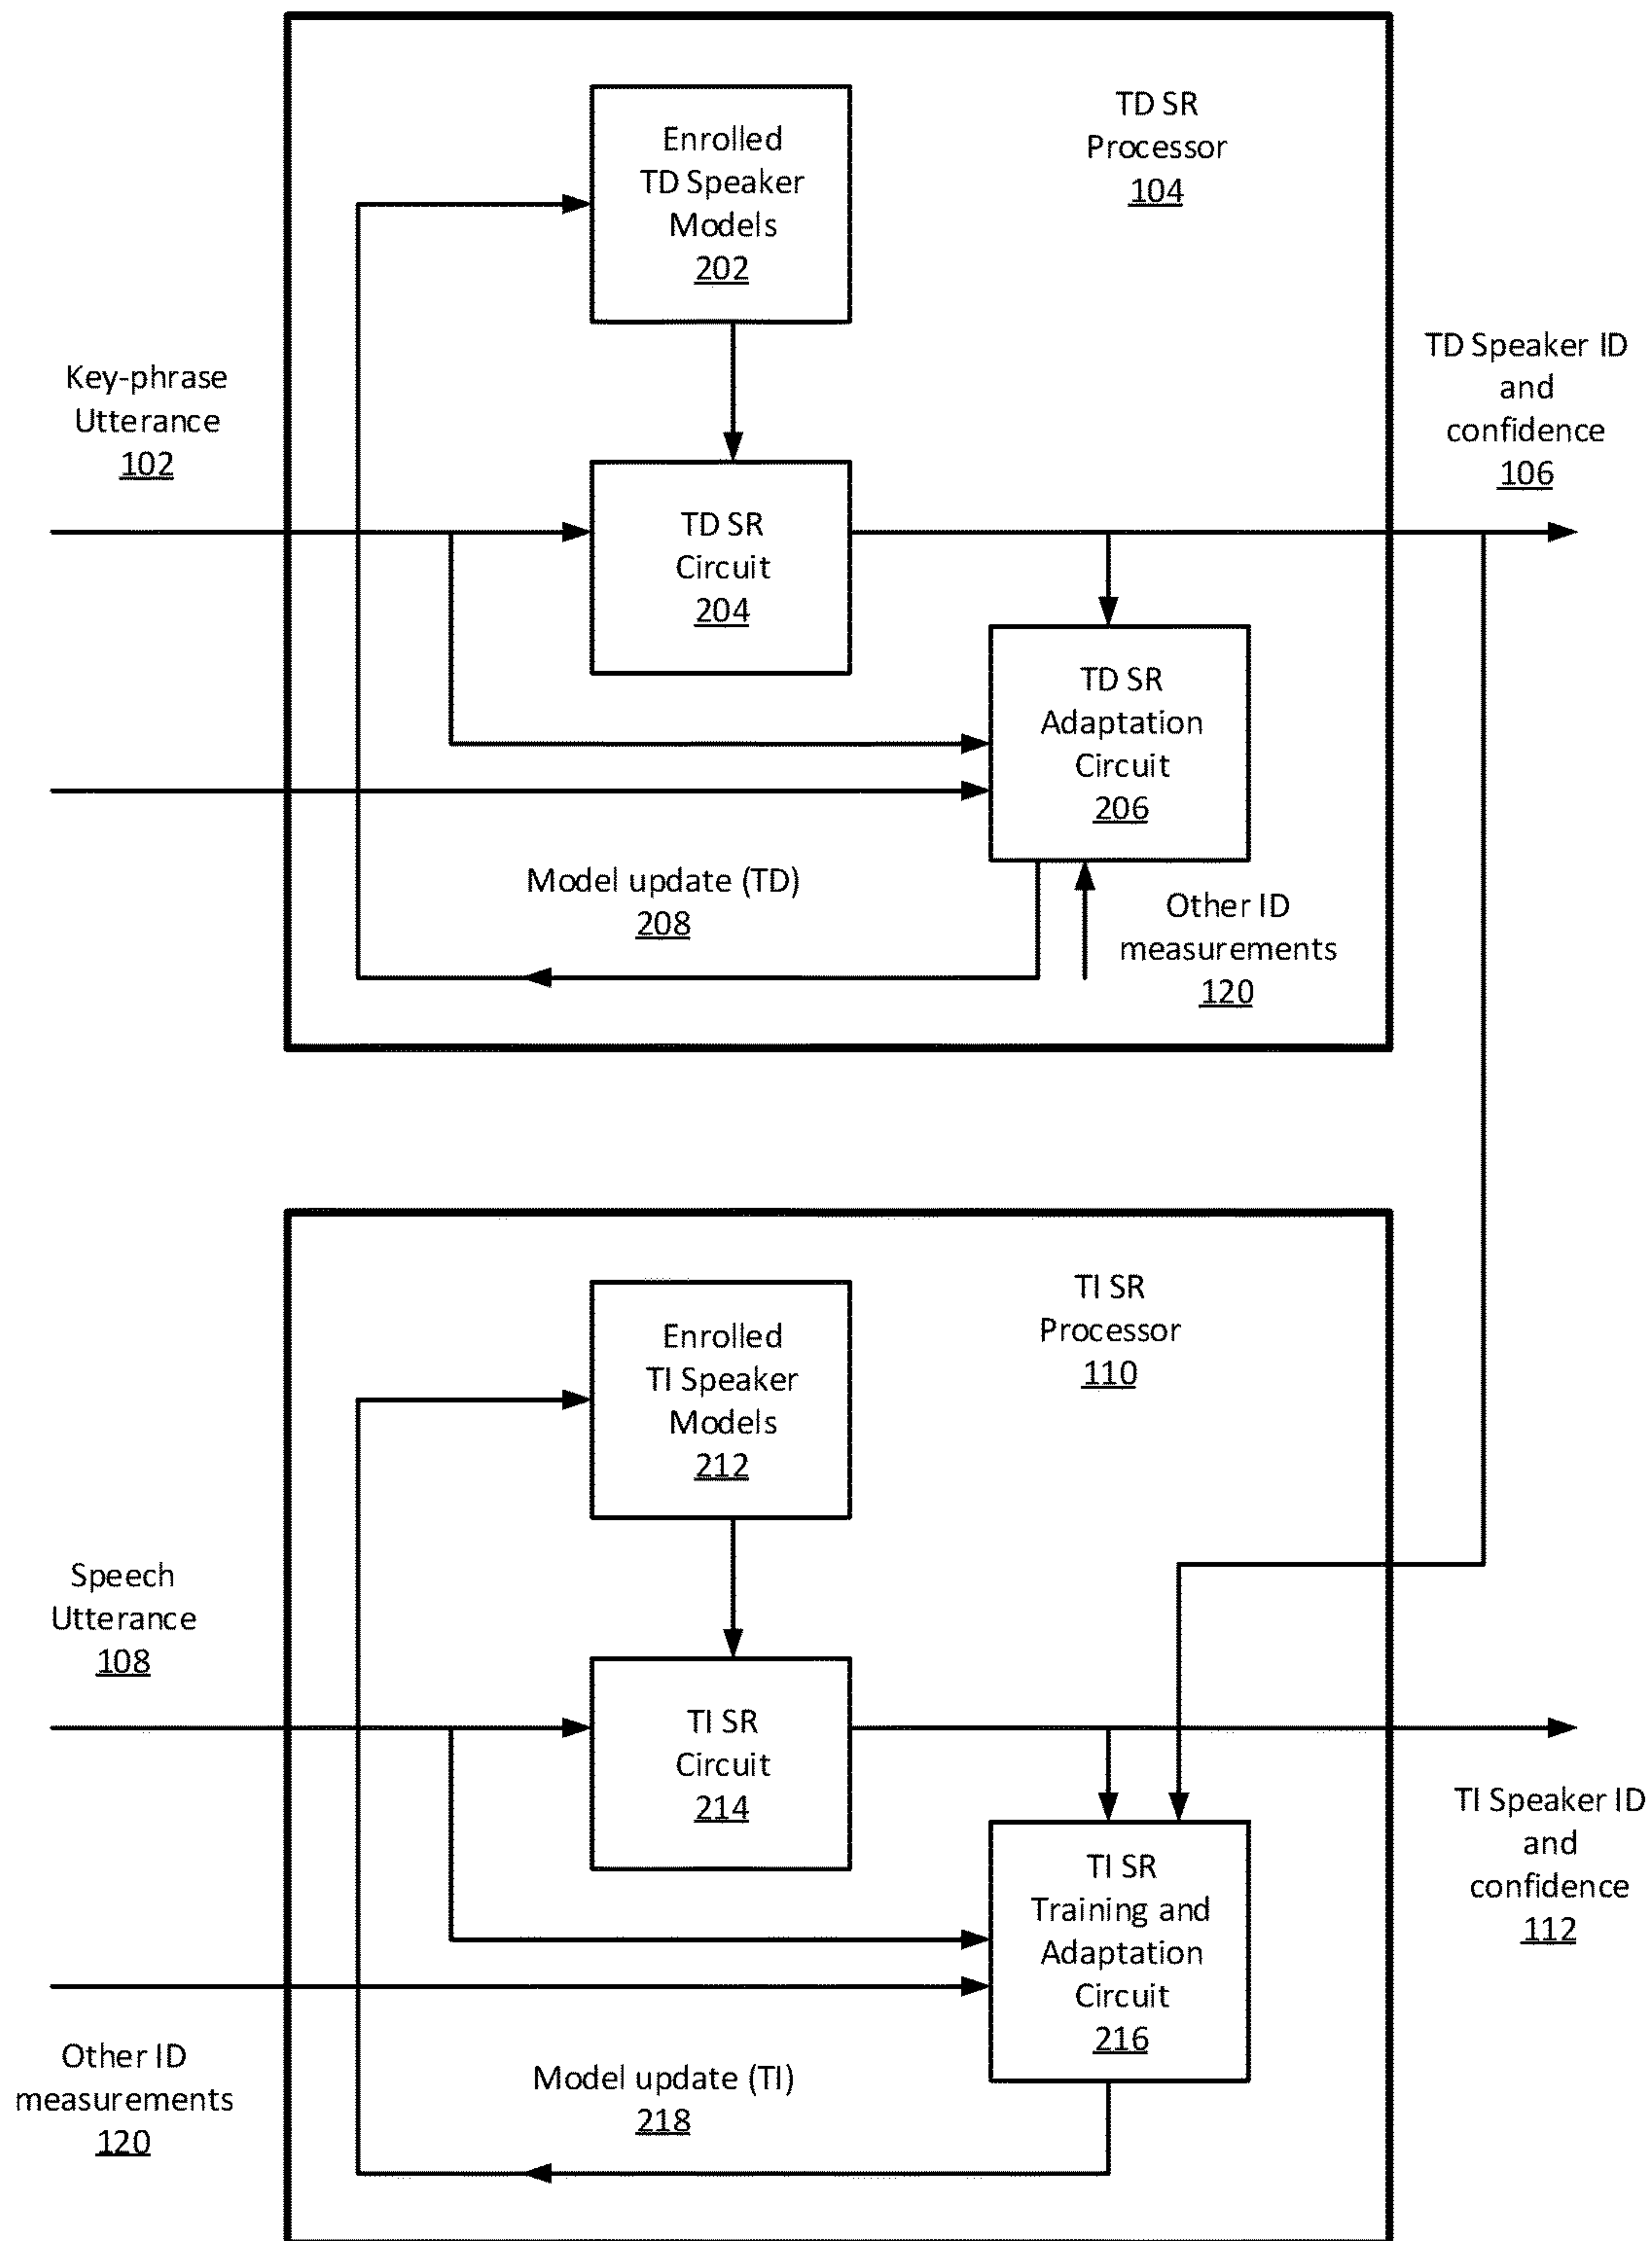 TD SR
Processor
104
Enrolled
TD Speaker
Models
202
Key-phrase
Utterance
102
TD Speaker ID
and
confidence
106
TD SR
Circuit
204
TD SR
Adaptation
Circuit
206
Model update (TD)
208
Other ID
measurements
120
TI SR
Processor
110
Enrolled
TI Speaker
Models
212
Speech
Utterance
108
TI SR
Circuit
214
TI Speaker ID
and
confidence
112
TI SR
Training and
Adaptation
Circuit
216
Other ID
measurements
120
Model update (TI)
218